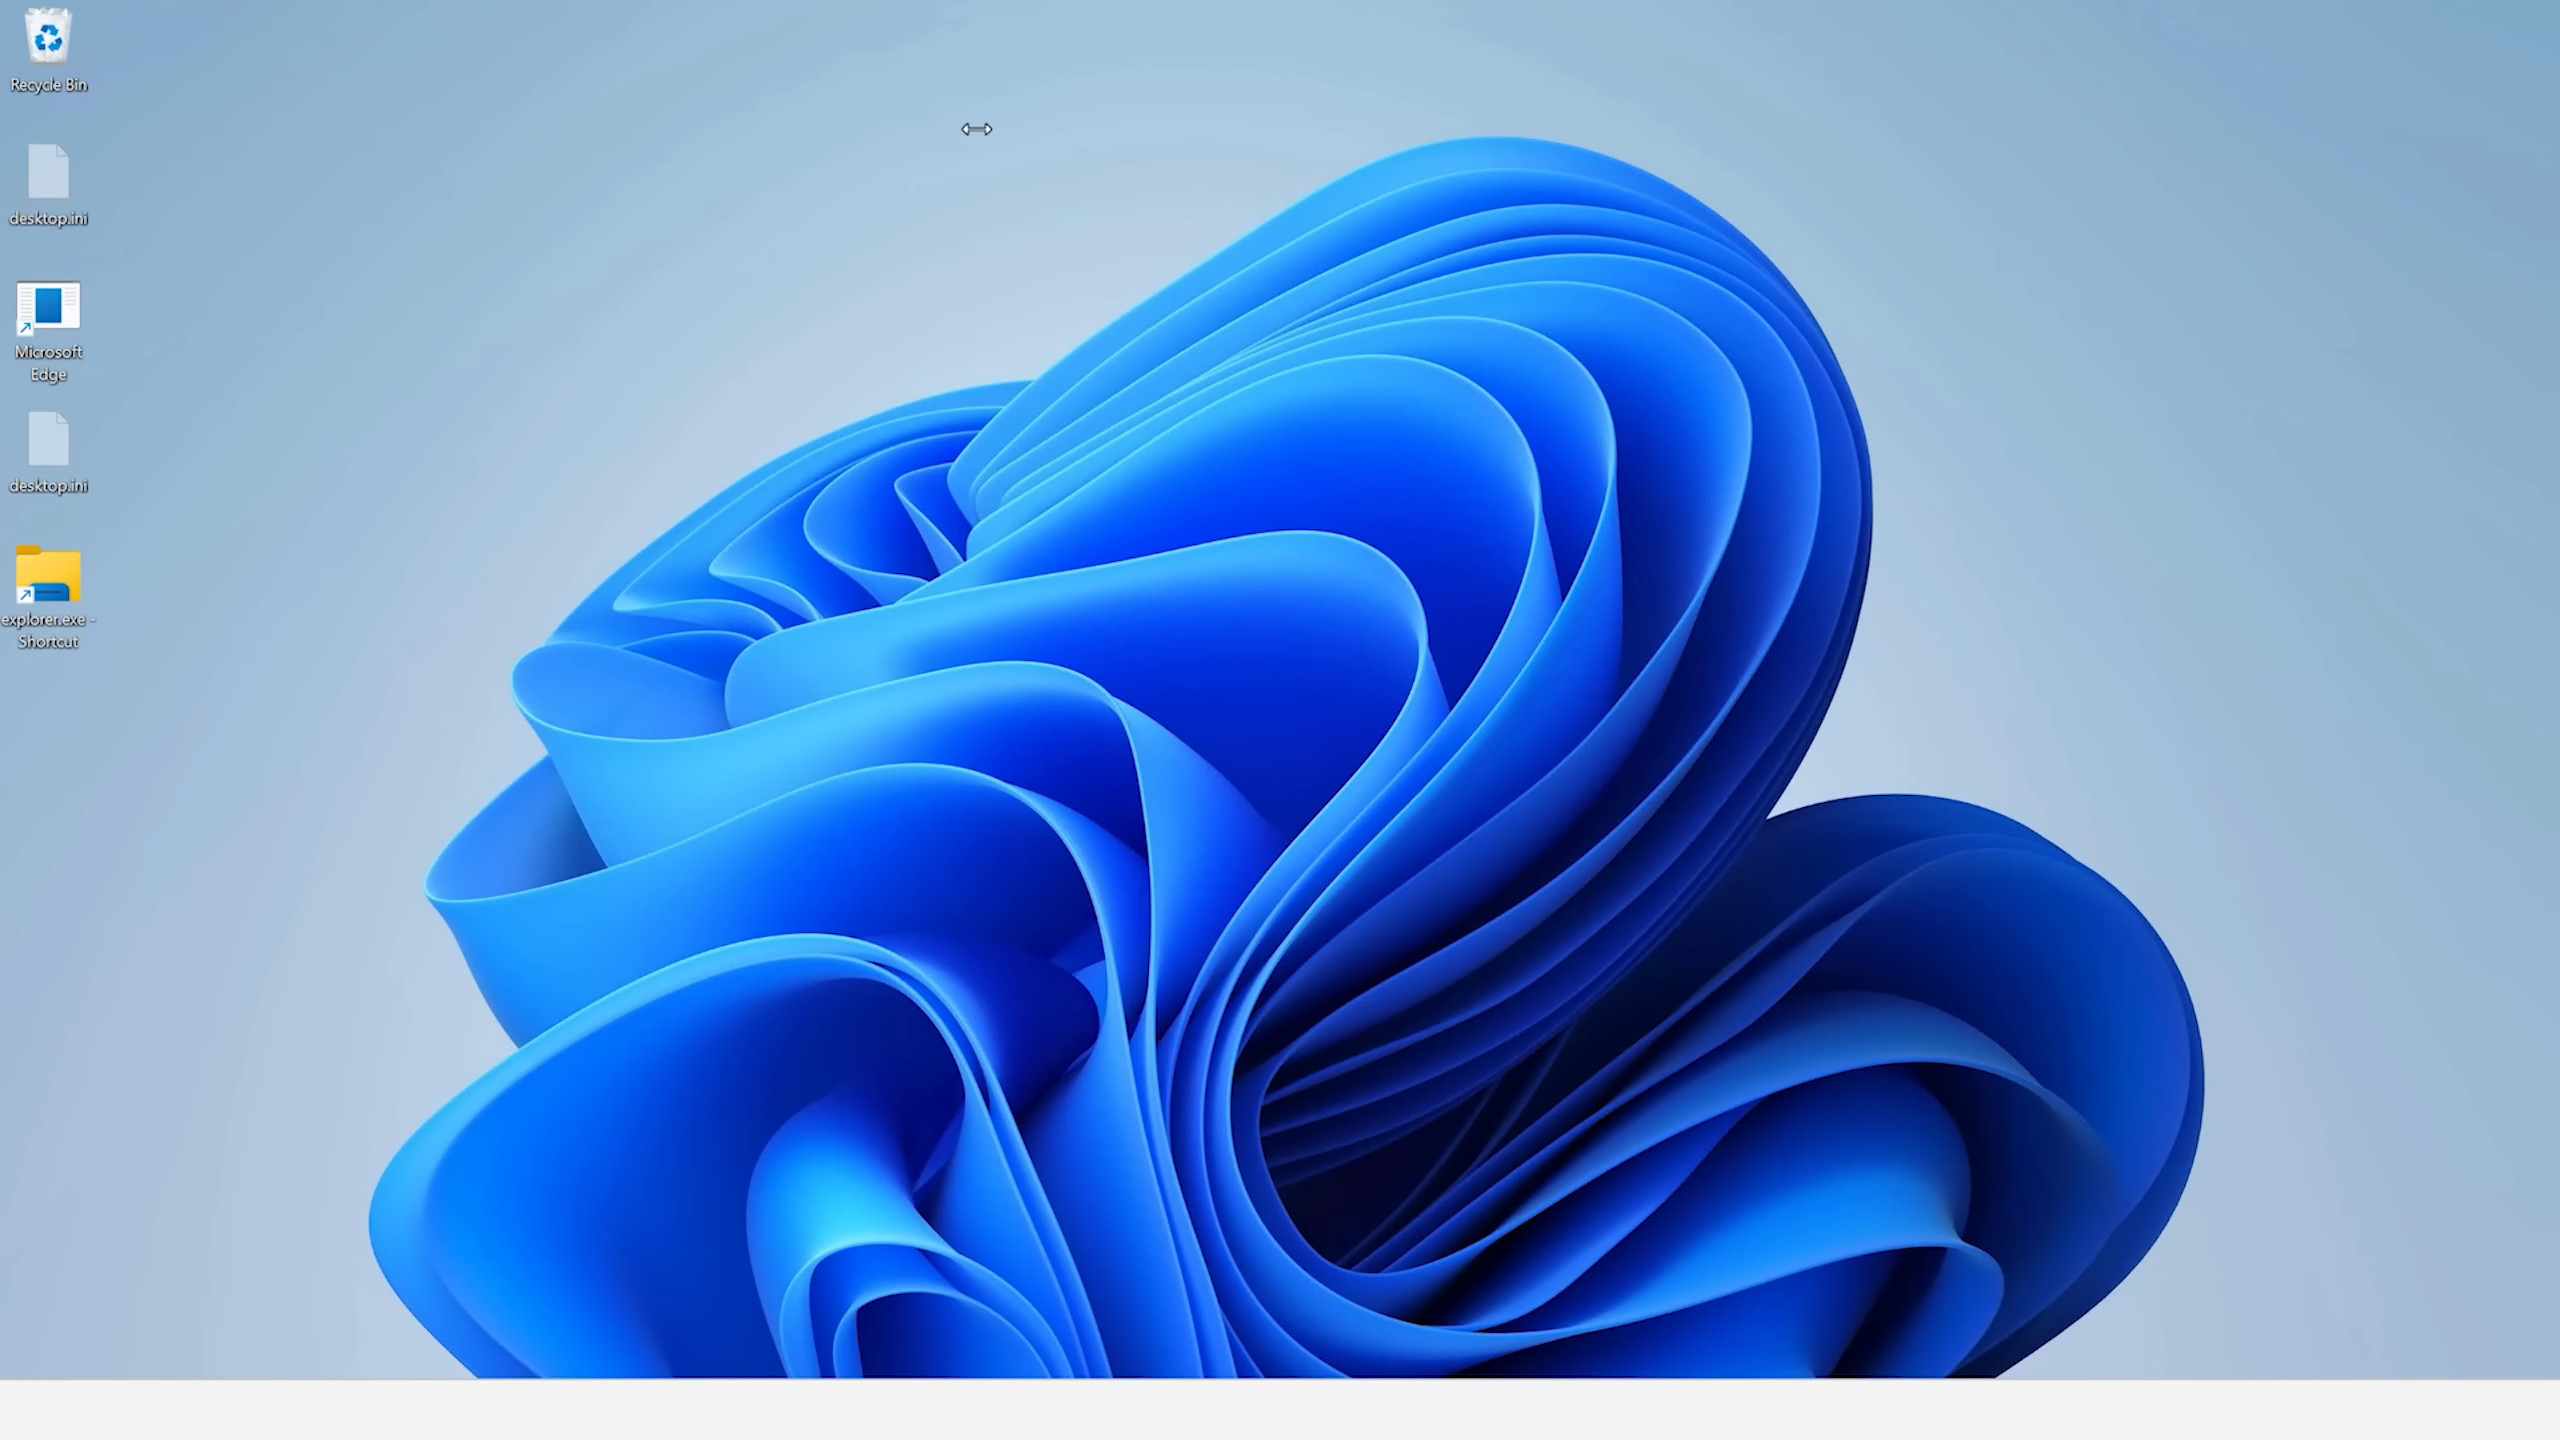 Recycle Bin
desktop.ini
Microsoft
Edge
desktop.ini
explorer.exe -
Shortcut